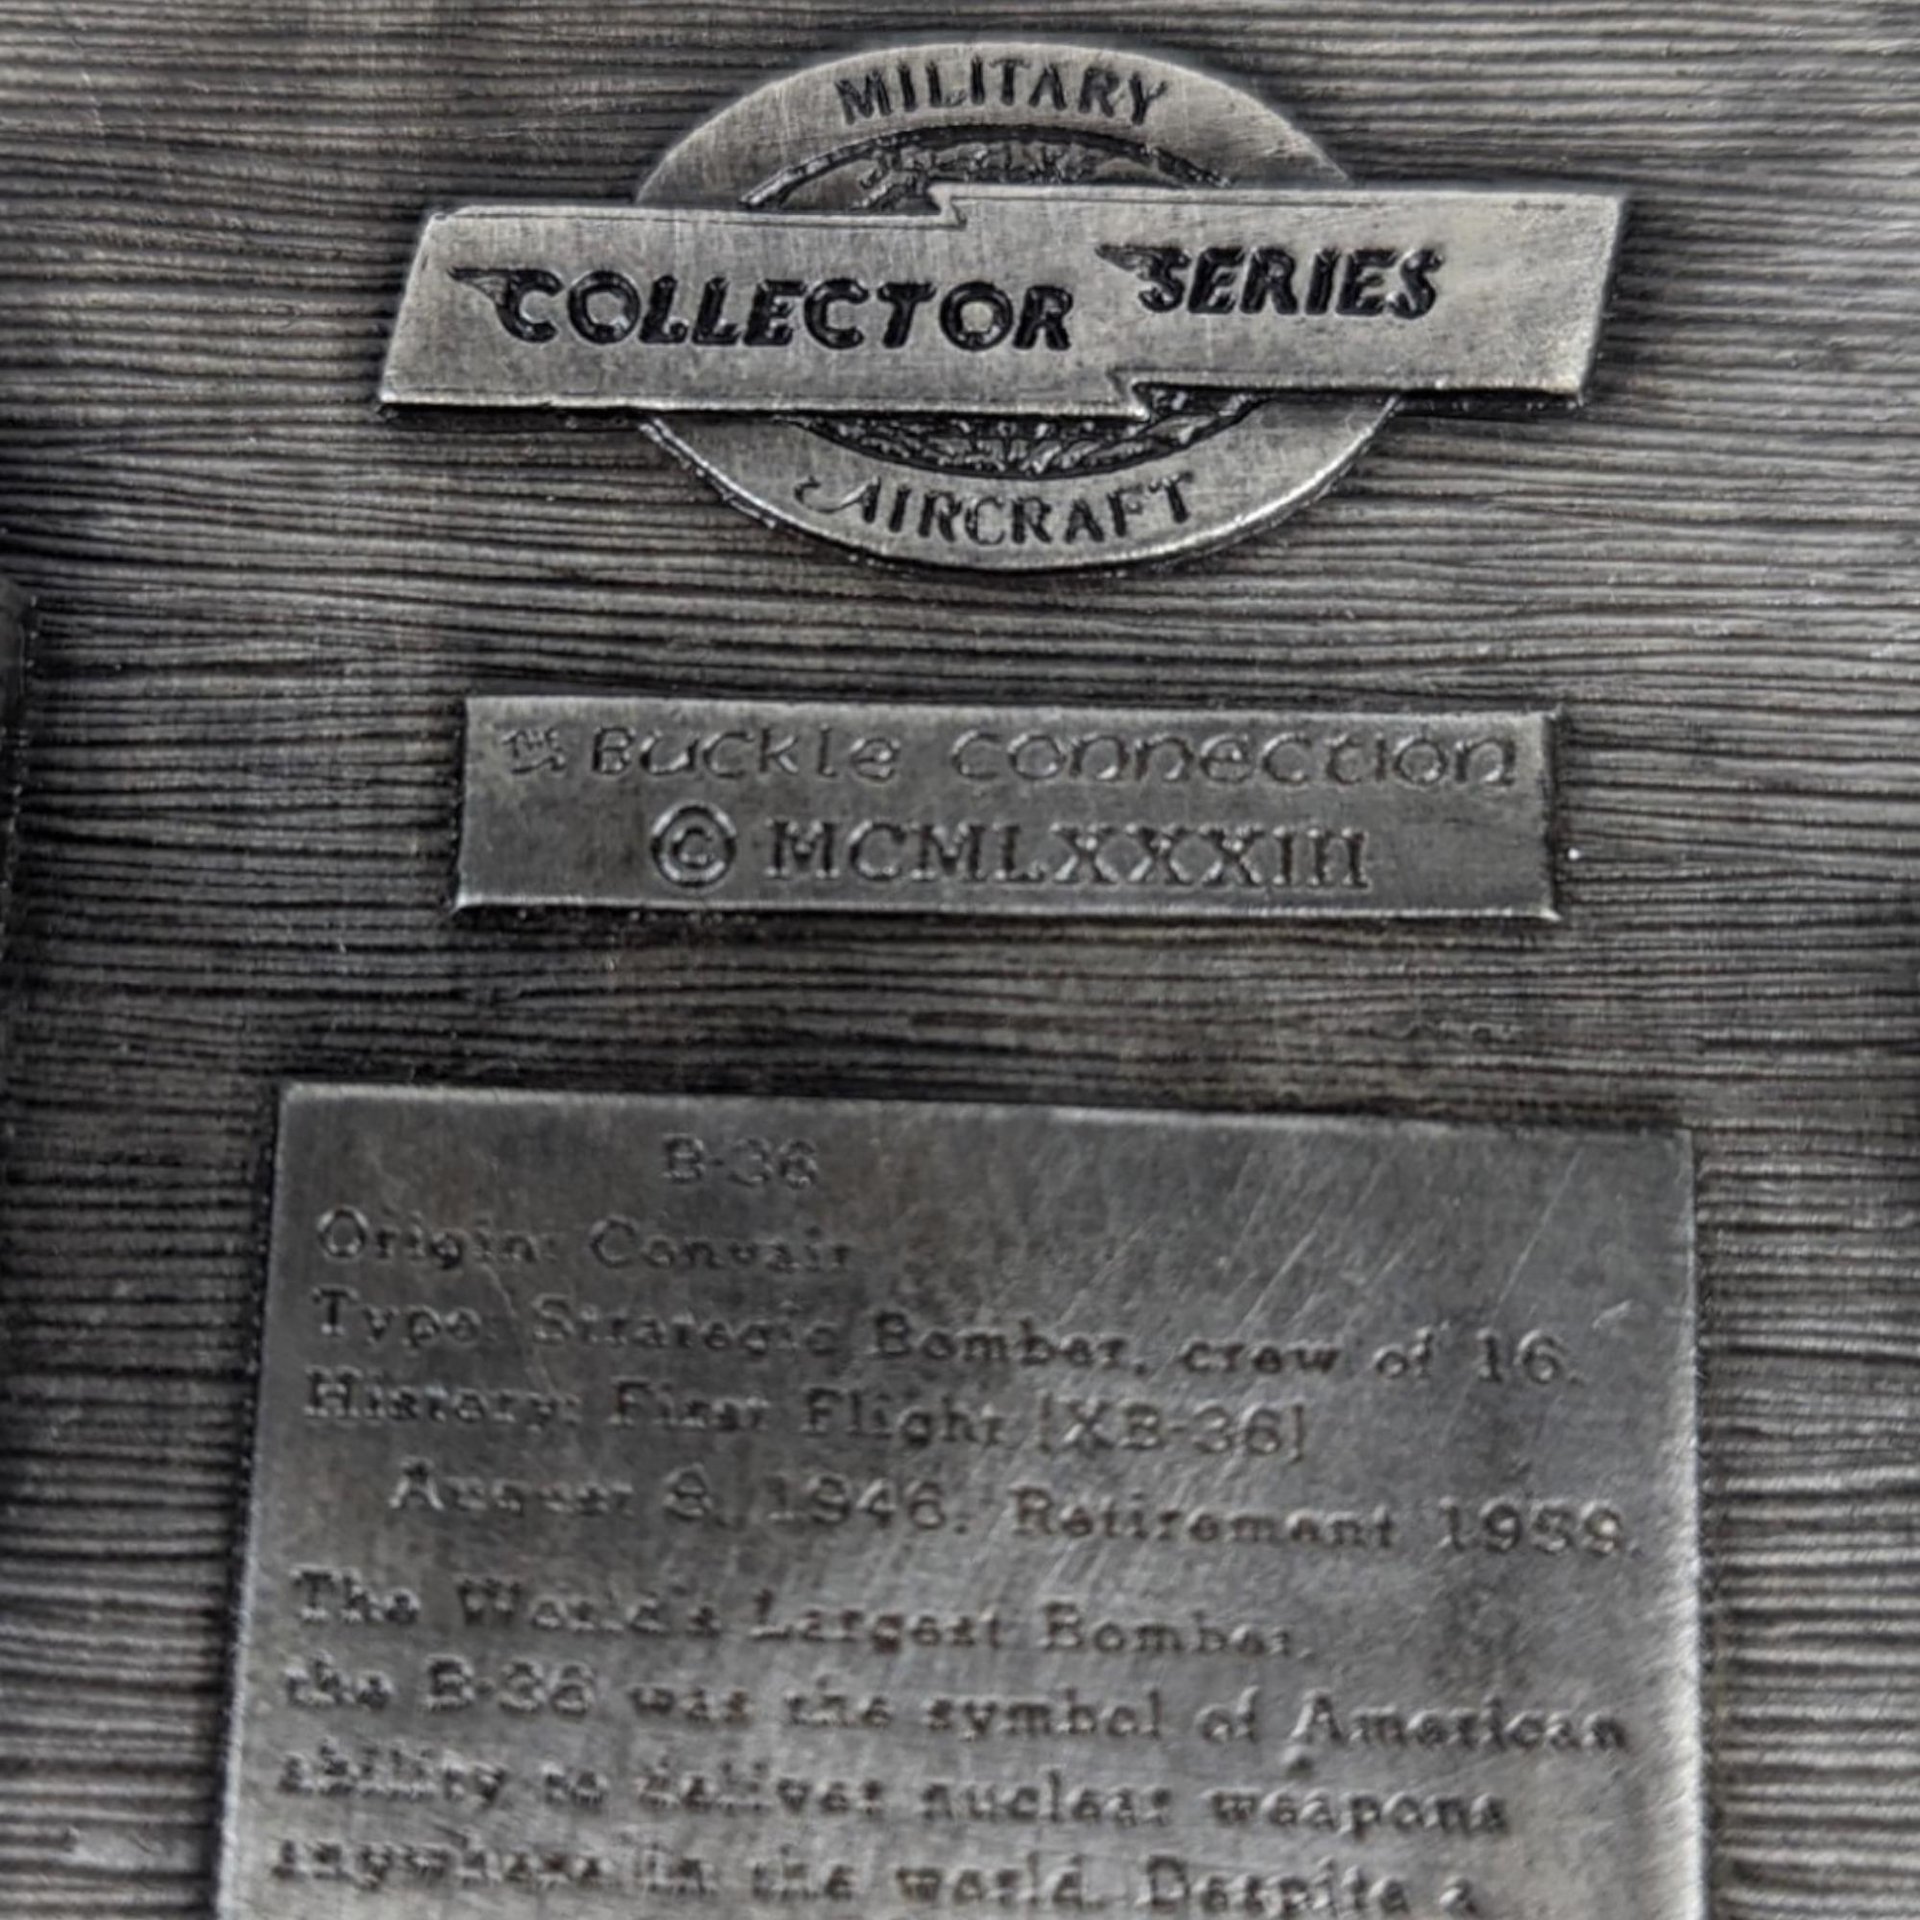 MILITARY
COLLECTOR SERIES
AIRCRAFT
THE Buckle connection
© MCMLXXXIII
B-36
Origin: Convair
Type: Strategic Bomber, crew of 16.
History: First Flight [XB-36]
August 8, 1946. Retirement 1959.
The World's Largest Bomber,
the B-36 was the symbol of American
ability to deliver nuclear weapons
anywhere in the world. Despite a